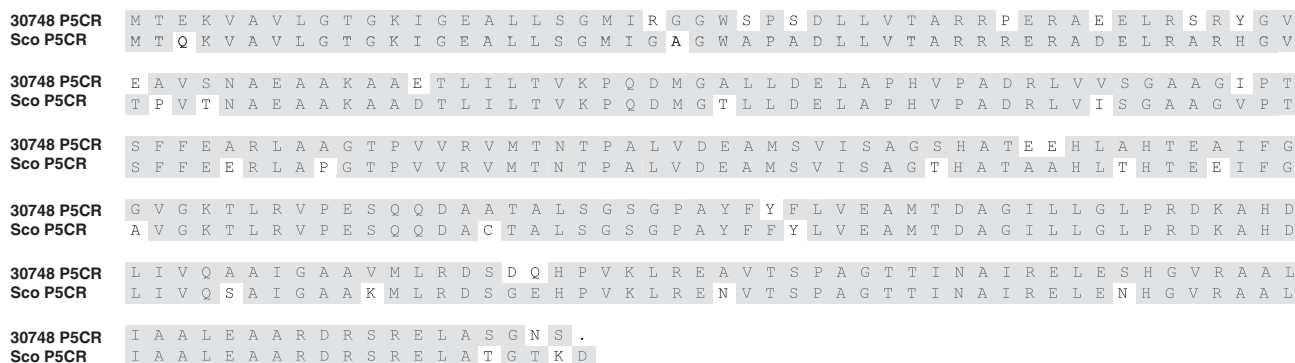 30748 P5CR M T E K V A V L G T G K I G E A L L S G M I R G G W S P S D L L V T A R R P E R A E E L R S R Y G V
Sco P5CR M T Q K V A V L G T G K I G E A L L S G M I G A G W A P A D L L V T A R R R E R A D E L R A R H G V
30748 P5CR E A V S N A E A A K A A E T L I L T V K P Q D M G A L L D E L A P H V P A D R L V V S G A A G I P T
Sco P5CR T P V T N A E A A K A A D T L I L T V K P Q D M G T L L D E L A P H V P A D R L V I S G A A G V P T
30748 P5CR S F F E A R L A A G T P V V R V M T N T P A L V D E A M S V I S A G S H A T E E H L A H T E A I F G
Sco P5CR S F F E E R L A P G T P V V R V M T N T P A L V D E A M S V I S A G T H A T A A H L T H T E E I F G
30748 P5CR G V G K T L R V P E S Q Q D A A T A L S G S G P A Y F Y F L V E A M T D A G I L L G L P R D K A H D
Sco P5CR A V G K T L R V P E S Q Q D A C T A L S G S G P A Y F F Y L V E A M T D A G I L L G L P R D K A H D
30748 P5CR L I V Q A A I G A A V M L R D S D Q H P V K L R E A V T S P A G T T I N A I R E L E S H G V R A A L
Sco P5CR L I V Q S A I G A A K M L R D S G E H P V K L R E N V T S P A G T T I N A I R E L E N H G V R A A L
30748 P5CR I A A L E A A R D R S R E L A S G N S .
Sco P5CR I A A L E A A R D R S R E L A T G T K D